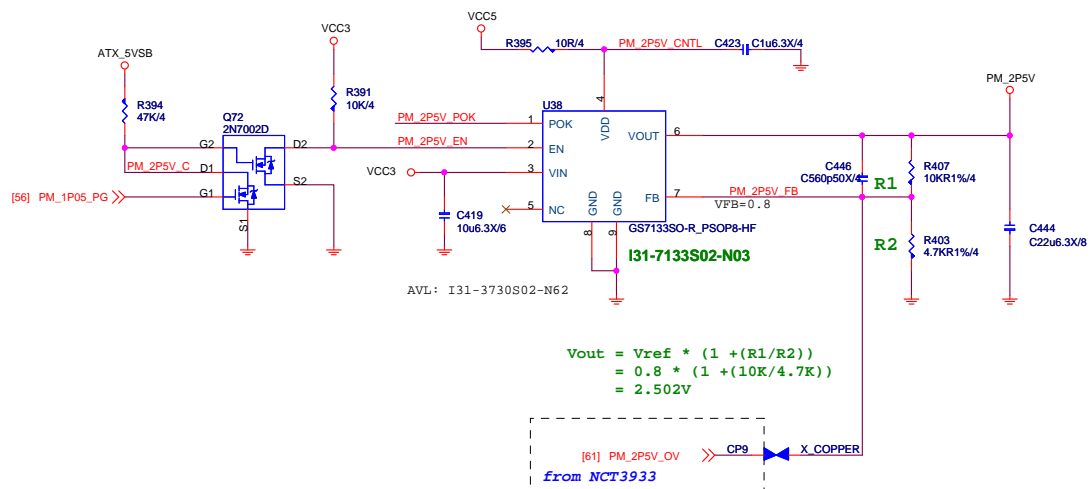 VCC5
ATX_5VSB
VCC3
R395
10R/4
PM_2P5V_CNTL
C423
C1u6.3X/4
PM_2P5V
R394
47K/4
R391
10K/4
Q72
2N7002D
U38
4
PM_2P5V_POK
1
POK
VDD
VOUT
6
G2
D2
PM_2P5V_EN
2
EN
PM_2P5V_C
D1
VCC3
3
VIN
C446
C560p50X/4
R1
R407
10KR1%/4
S2
[56] PM_1P05_PG
G1
FB
7
PM_2P5V_FB
VFB=0.8
S1
C419
10u6.3X/6
5
NC
GND
GND
8
9
GS7133SO-R_PSOP8-HF
I31-7133S02-N03
R2
R403
4.7KR1%/4
C444
C22u6.3X/8
AVL: I31-3730S02-N62
Vout = Vref * (1 +(R1/R2))
= 0.8 * (1 +(10K/4.7K))
= 2.502V
[61] PM_2P5V_OV
CP9
X_COPPER
from NCT3933